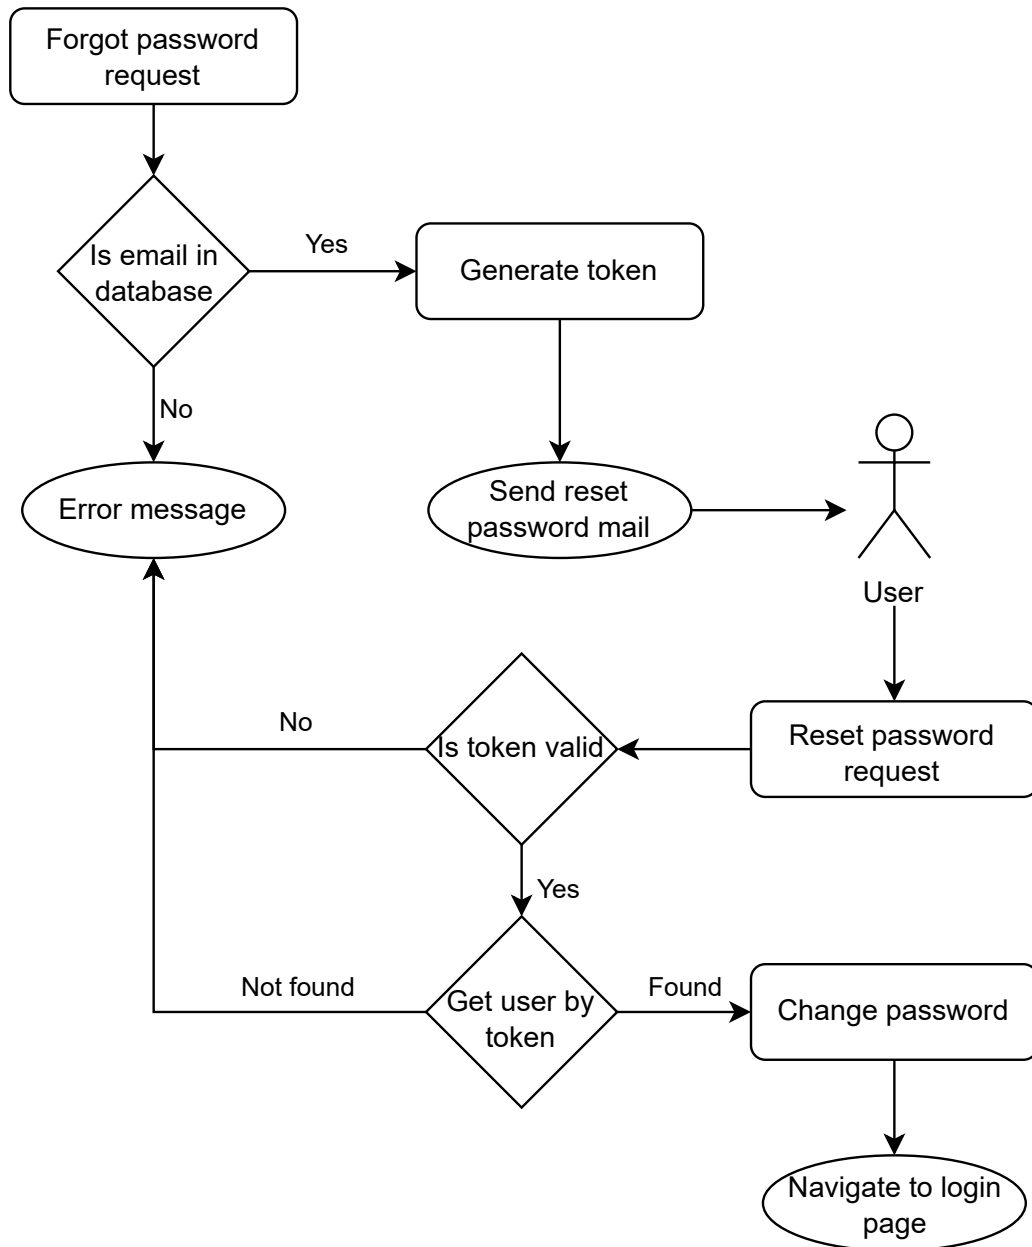 Forgot password
request
Is email in
database
Yes
Generate token
No
Error message
Send reset
password mail
User
Reset password
request
Is token valid
No
Yes
Get user by
token
Not found
Found
Change password
Navigate to login
page